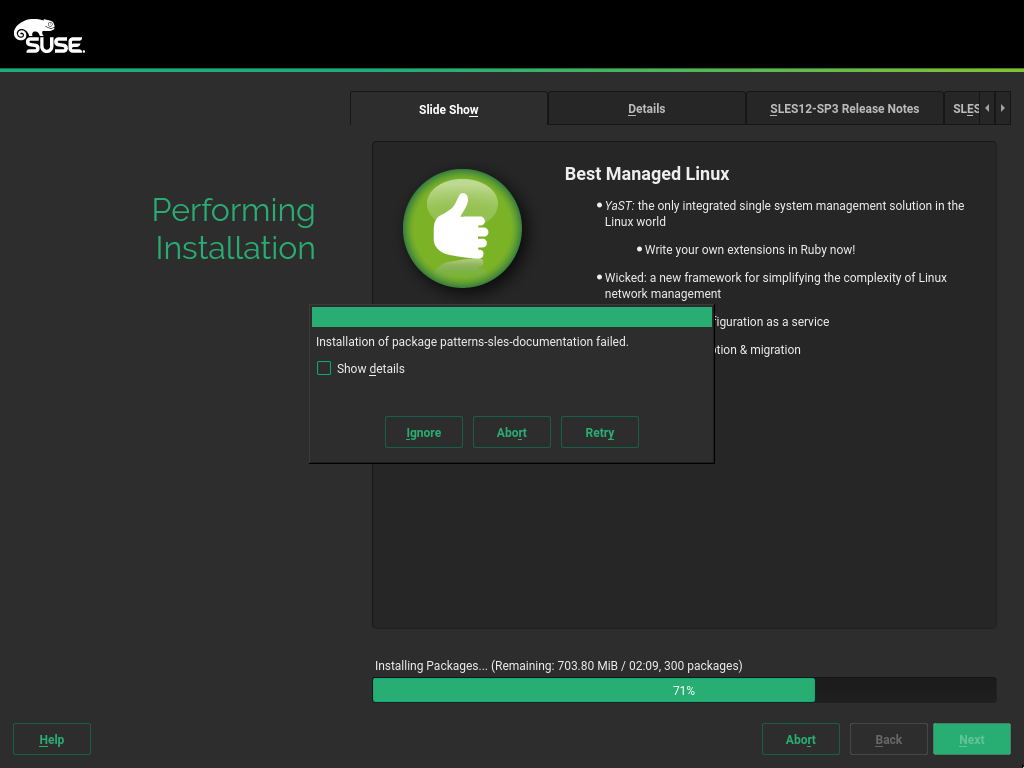 SUSE.
Slide Show
Details
SLES12-SP3 Release Notes
SLES
Performing
Installation
Best Managed Linux
YaST: the only integrated single system management solution in the
Linux world
Write your own extensions in Ruby now!
Wicked: a new framework for simplifying the complexity of Linux
network management
figuration as a service
ption & migration
Installation of package patterns-sles-documentation failed.
Show details
Ignore
Abort
Retry
Installing Packages... (Remaining: 703.80 MiB / 02:09, 300 packages)
71%
Help
Abort
Back
Next